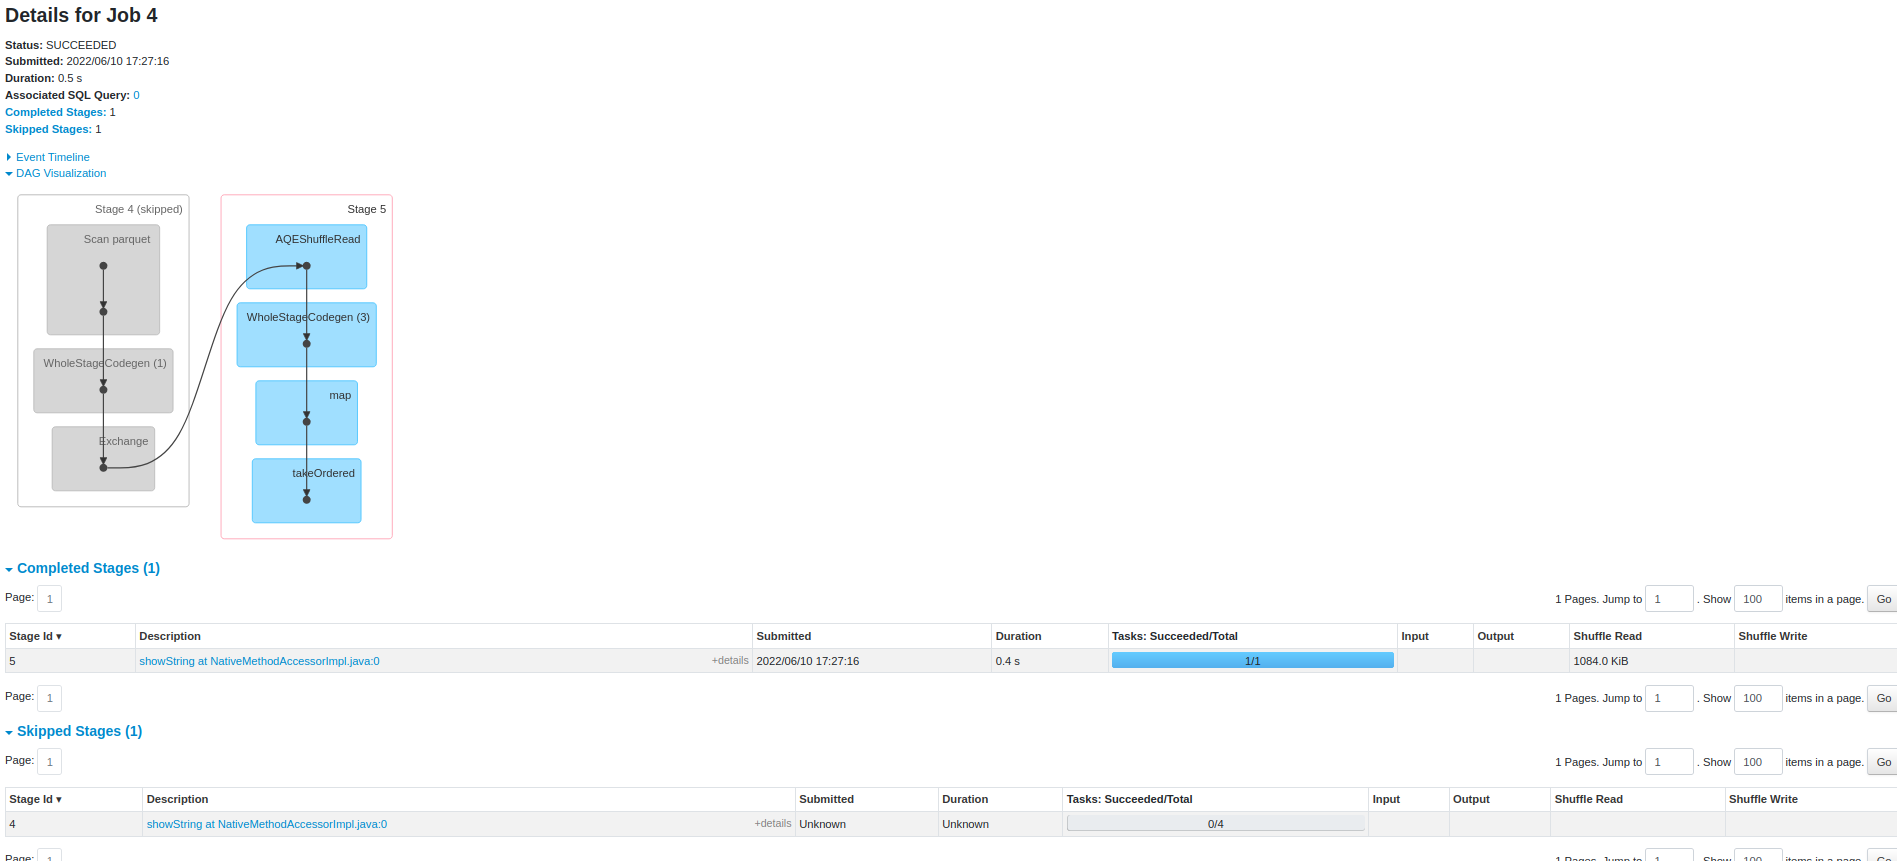 Details for Job 4
Status: SUCCEEDED
Submitted: 2022/06/10 17:27:16
Duration: 0.5 s
Associated SQL Query: 0
Completed Stages: 1
Skipped Stages: 1
Event Timeline
DAG Visualization
Stage 4 (skipped)
Scan parquet
WholeStageCodegen (1)
Exchange
Stage 5
AQEShuffleRead
WholeStageCodegen (3)
map
takeOrdered
Completed Stages (1)
Page: 1 1 Pages. Jump to 1 . Show 100 items in a page. Go
Stage Id ▾ Description Submitted Duration Tasks: Succeeded/Total Input Output Shuffle Read Shuffle Write
5 showString at NativeMethodAccessorImpl.java:0 +details 2022/06/10 17:27:16 0.4 s 1/1 1084.0 KiB
Page: 1 1 Pages. Jump to 1 . Show 100 items in a page. Go
Skipped Stages (1)
Page: 1 1 Pages. Jump to 1 . Show 100 items in a page. Go
Stage Id ▾ Description Submitted Duration Tasks: Succeeded/Total Input Output Shuffle Read Shuffle Write
4 showString at NativeMethodAccessorImpl.java:0 +details Unknown Unknown 0/4
Page: 1 1 Pages. Jump to 1 . Show 100 items in a page. Go